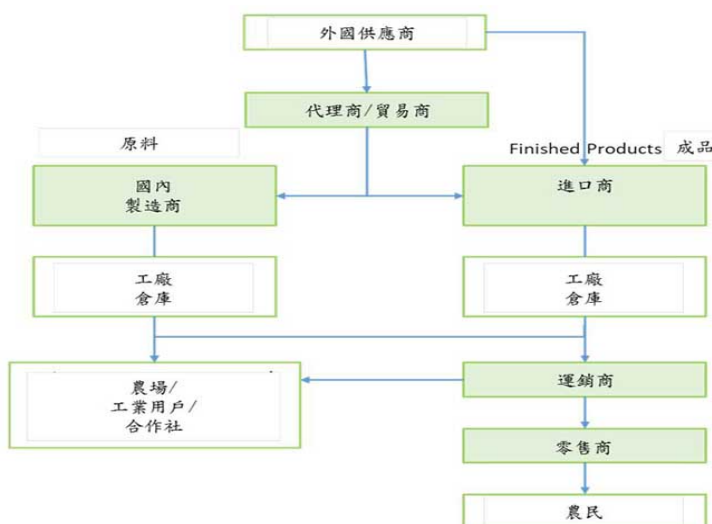 外國供應商
代理商/貿易商
原料
Finished Products 成品
國內
製造商
進口商
工廠
倉庫
工廠
倉庫
農場/
工業用戶/
合作社
運銷商
零售商
農民